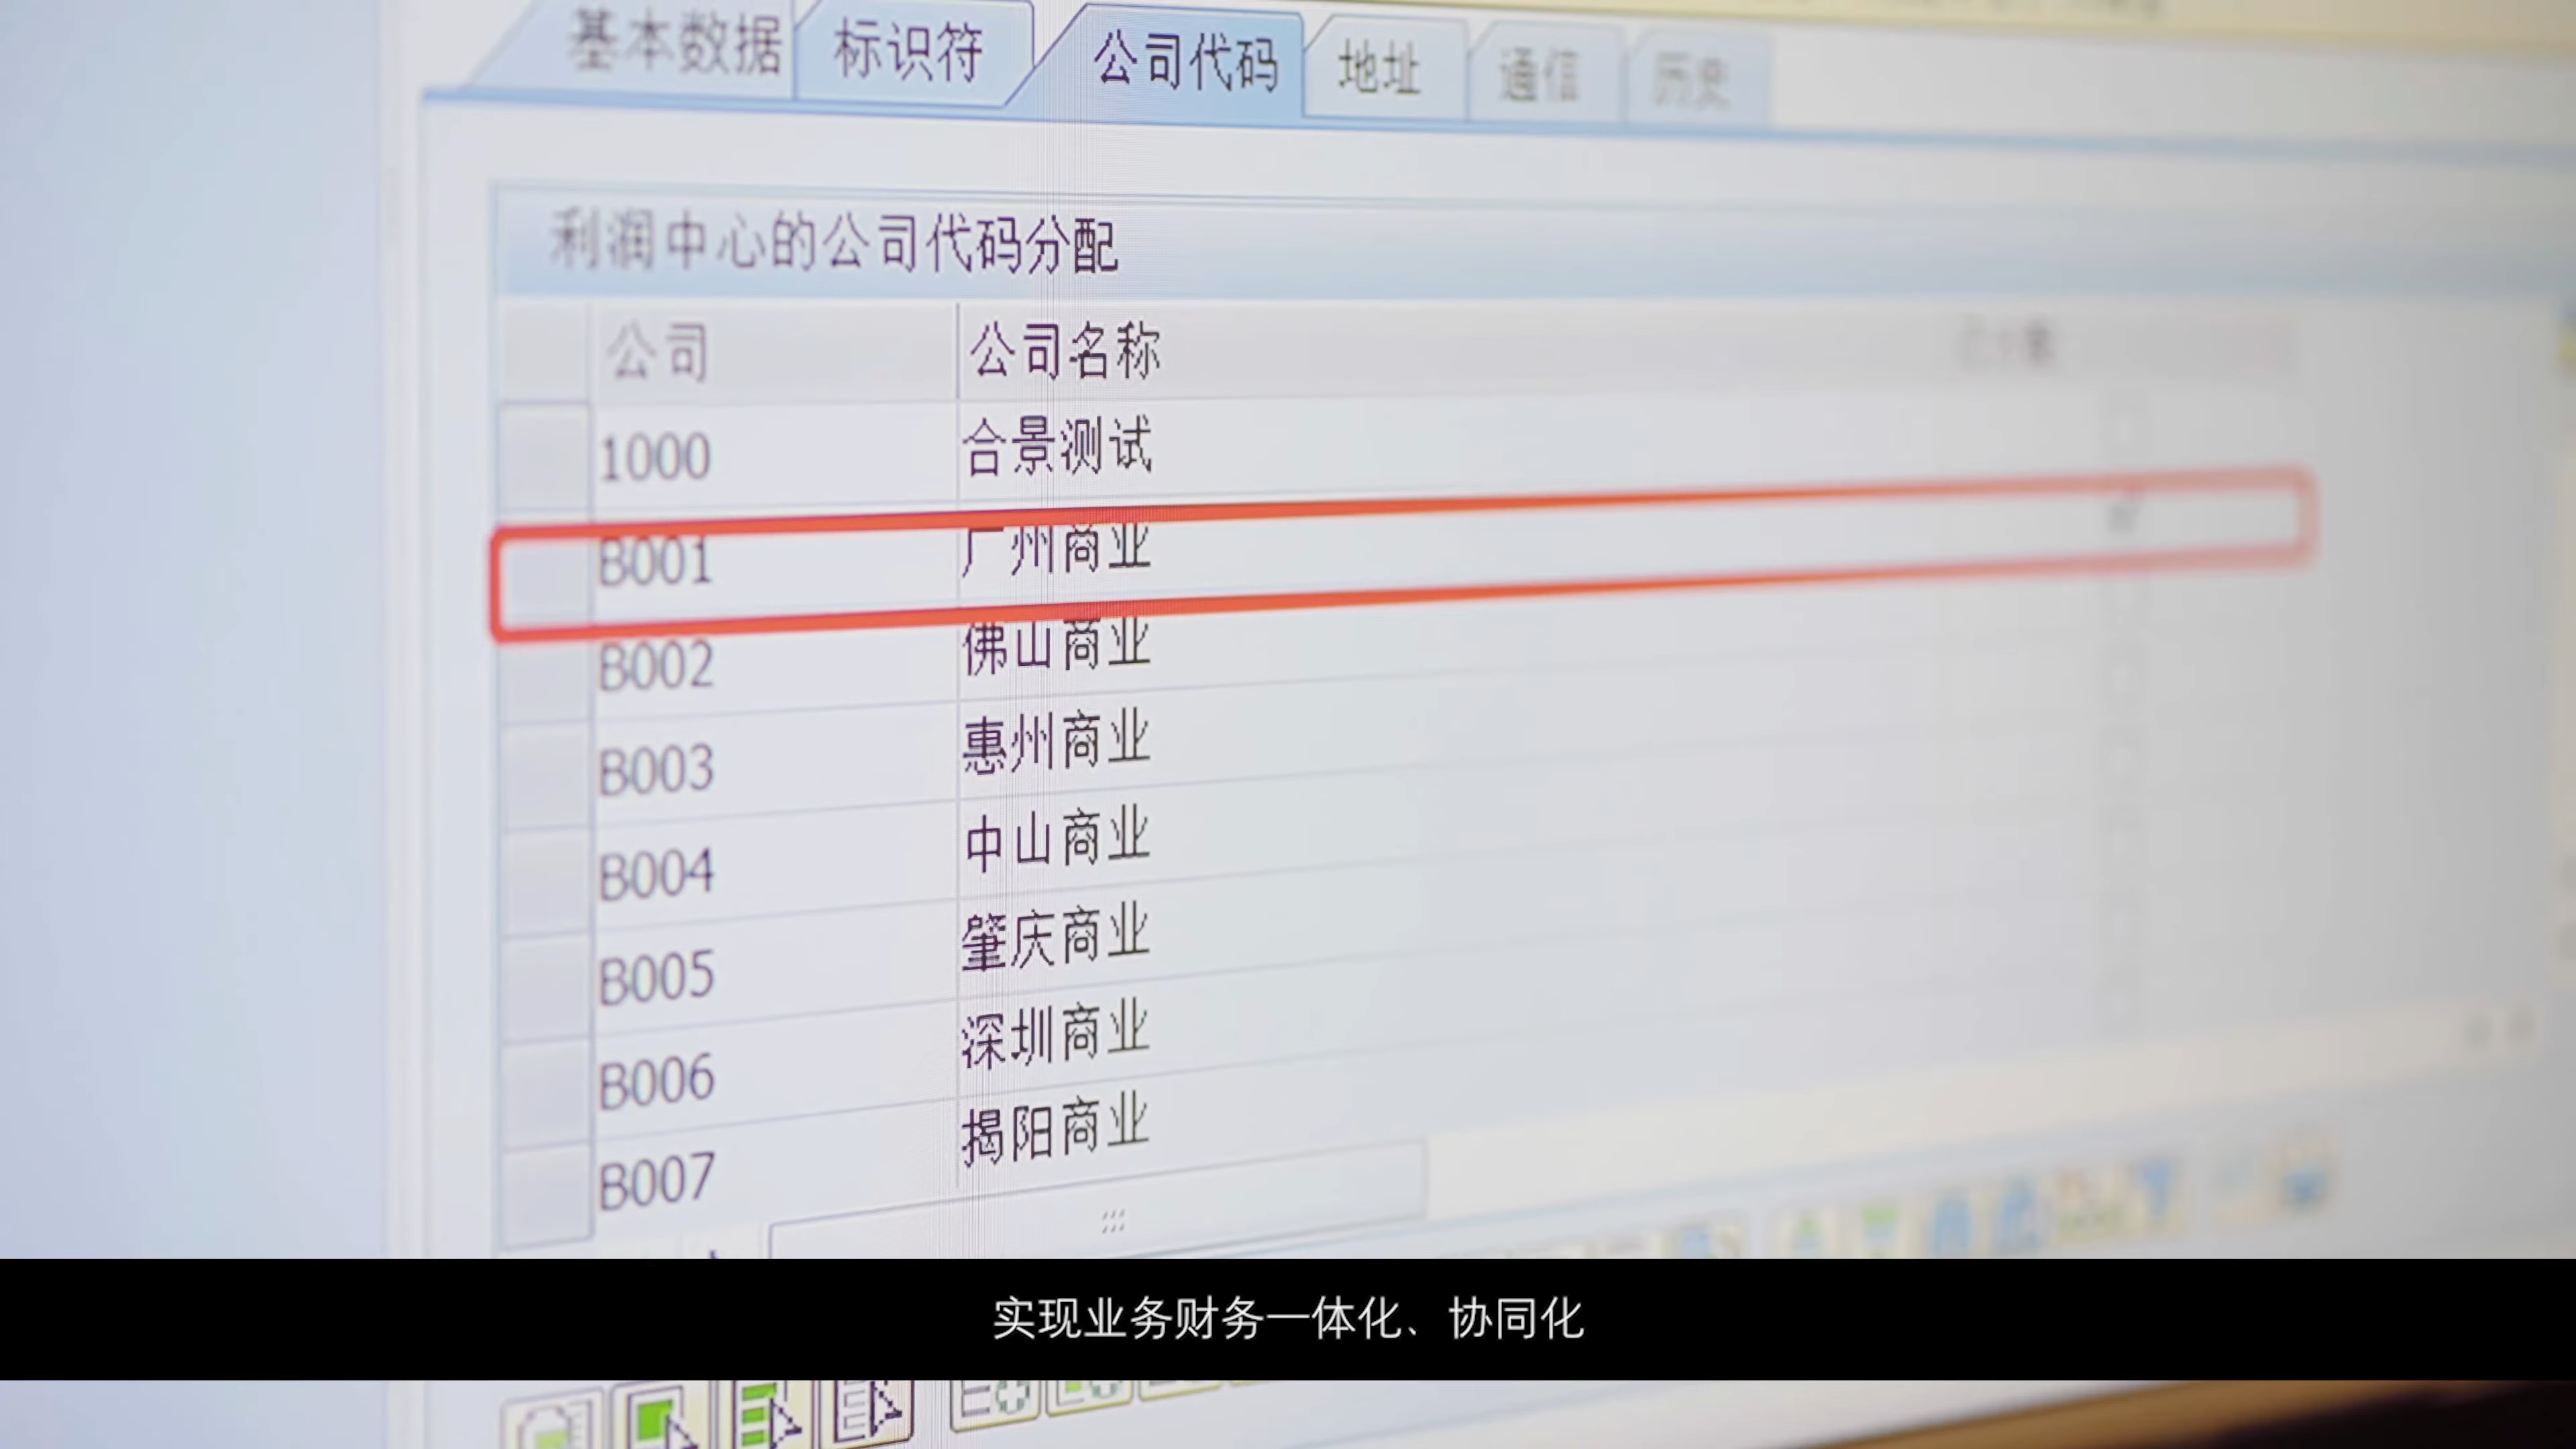 基本数据 标识符 公司代码 地址 通信 历史
利润中心的公司代码分配
公司 公司名称
1000 合景测试
B001 广州商业
B002 佛山商业
B003 惠州商业
B004 中山商业
B005 肇庆商业
B006 深圳商业
B007 揭阳商业
实现业务财务一体化、协同化